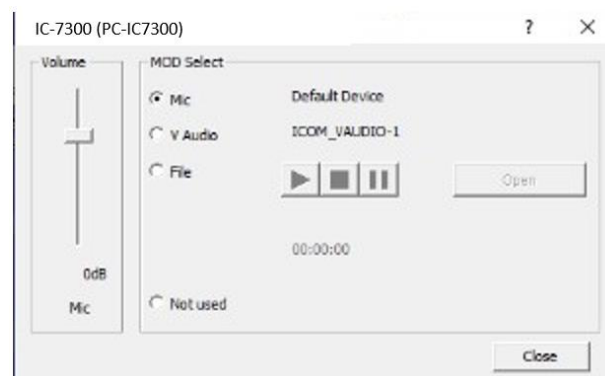 IC-7300 (PC-IC7300)
?
Volume
MOD Select
Mic
Default Device
V Audio
ICOM_VAUDIO-1
File
Open
00:00:00
0dB
Mic
Not used
Close